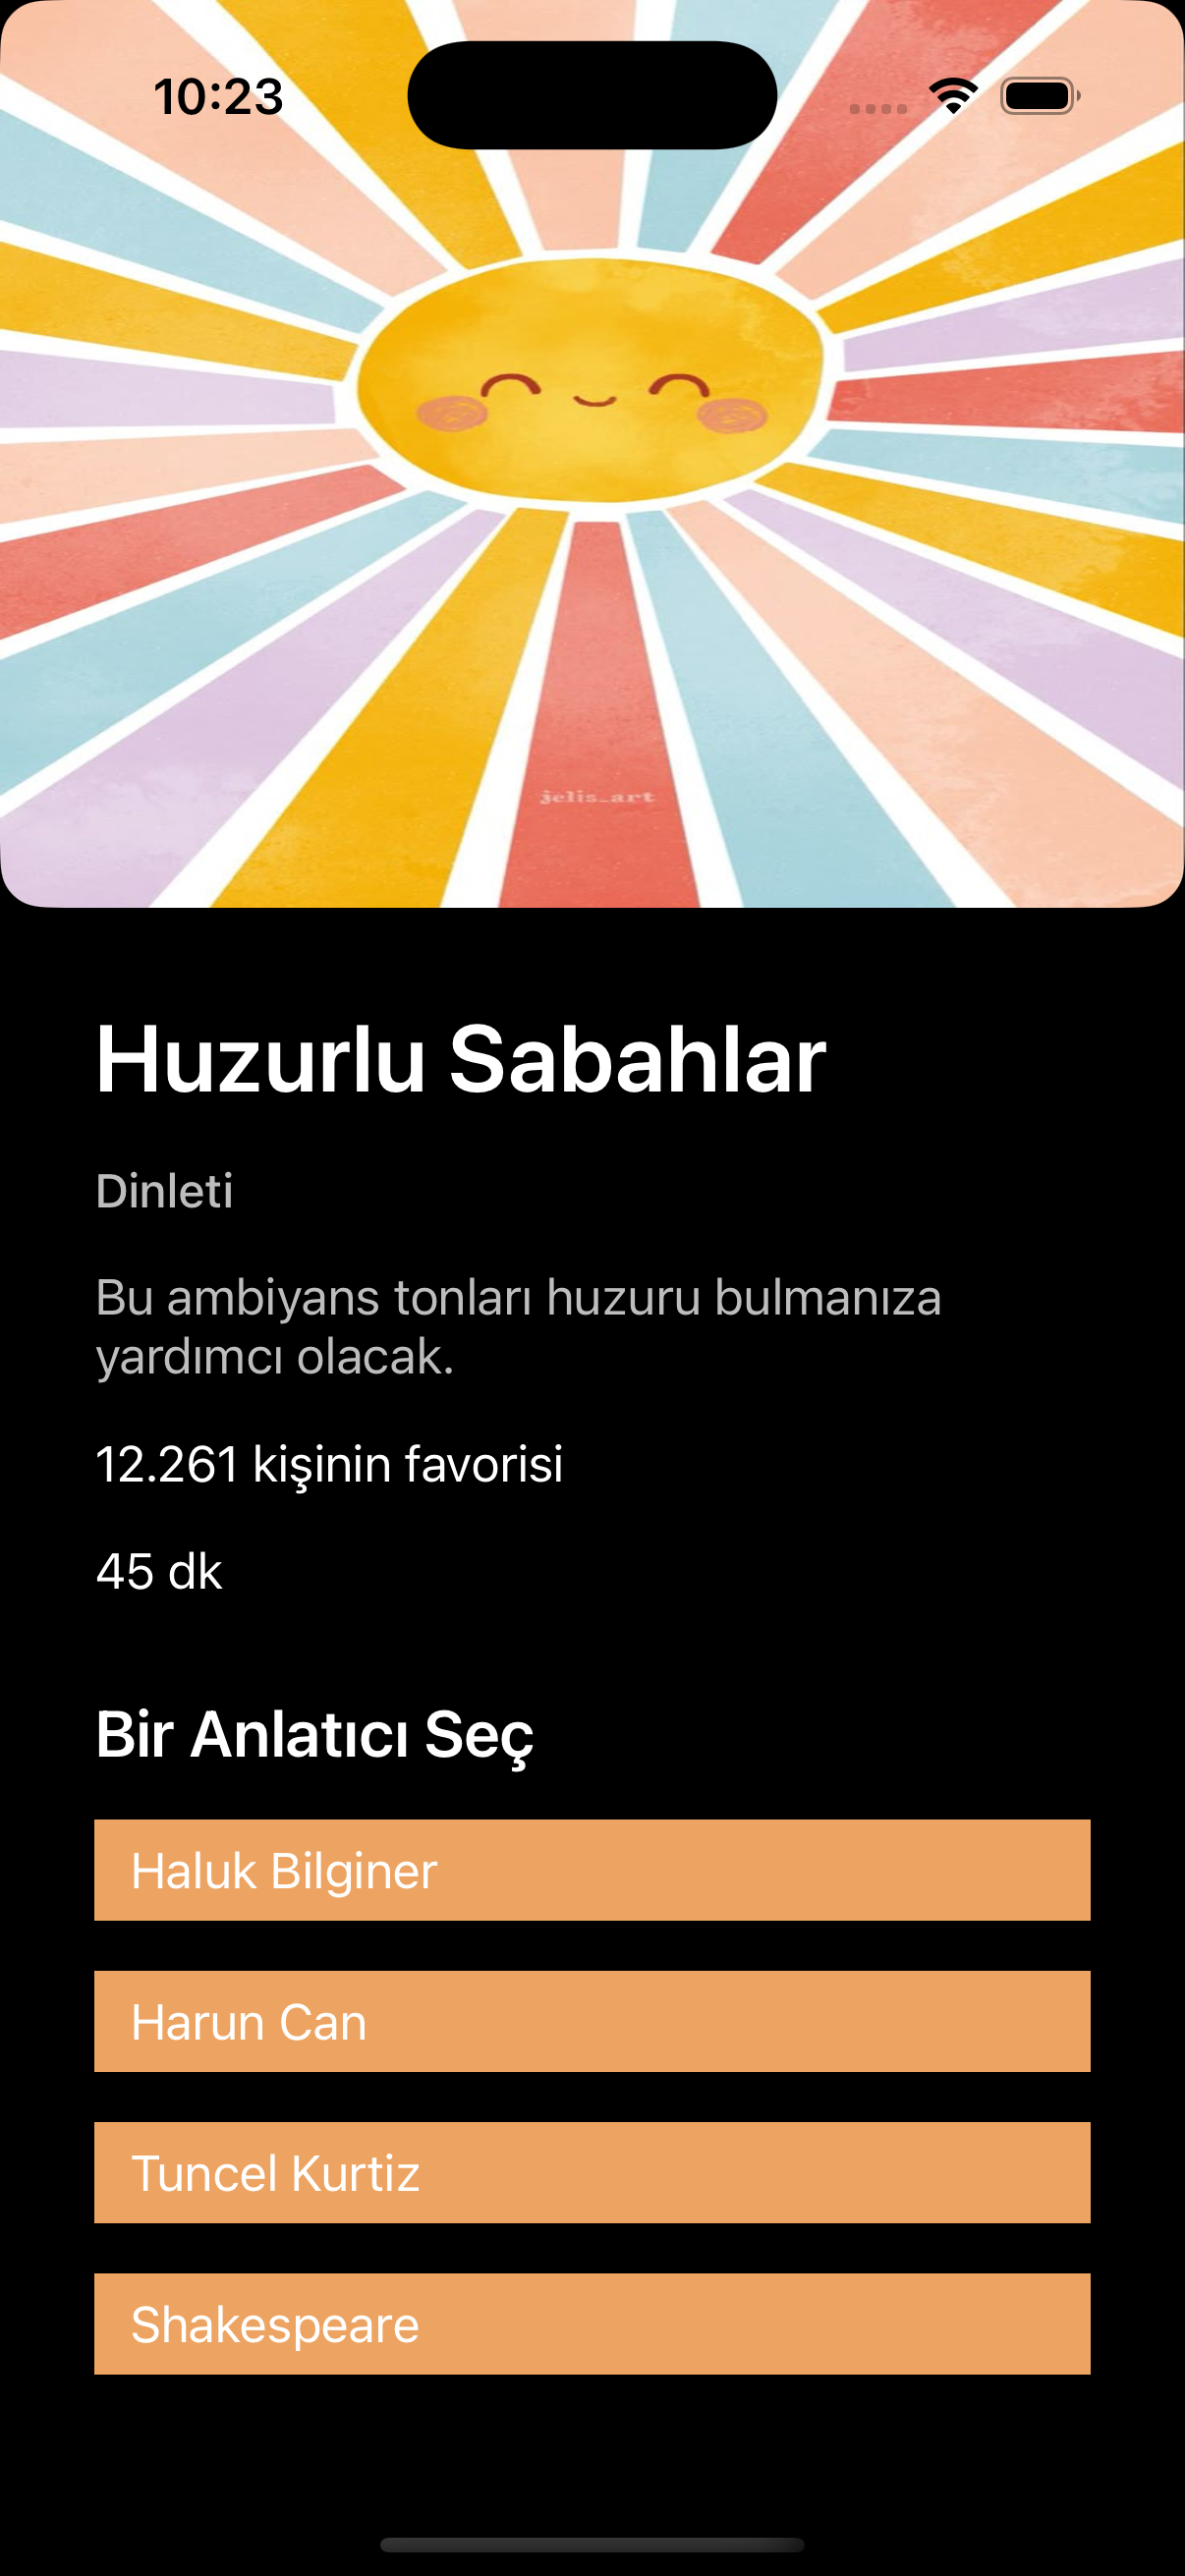 10:23
jelis_art
Huzurlu Sabahlar
Dinleti
Bu ambiyans tonları huzuru bulmanıza
yardımcı olacak.
12.261 kişinin favorisi
45 dk
Bir Anlatıcı Seç
Haluk Bilginer
Harun Can
Tuncel Kurtiz
Shakespeare